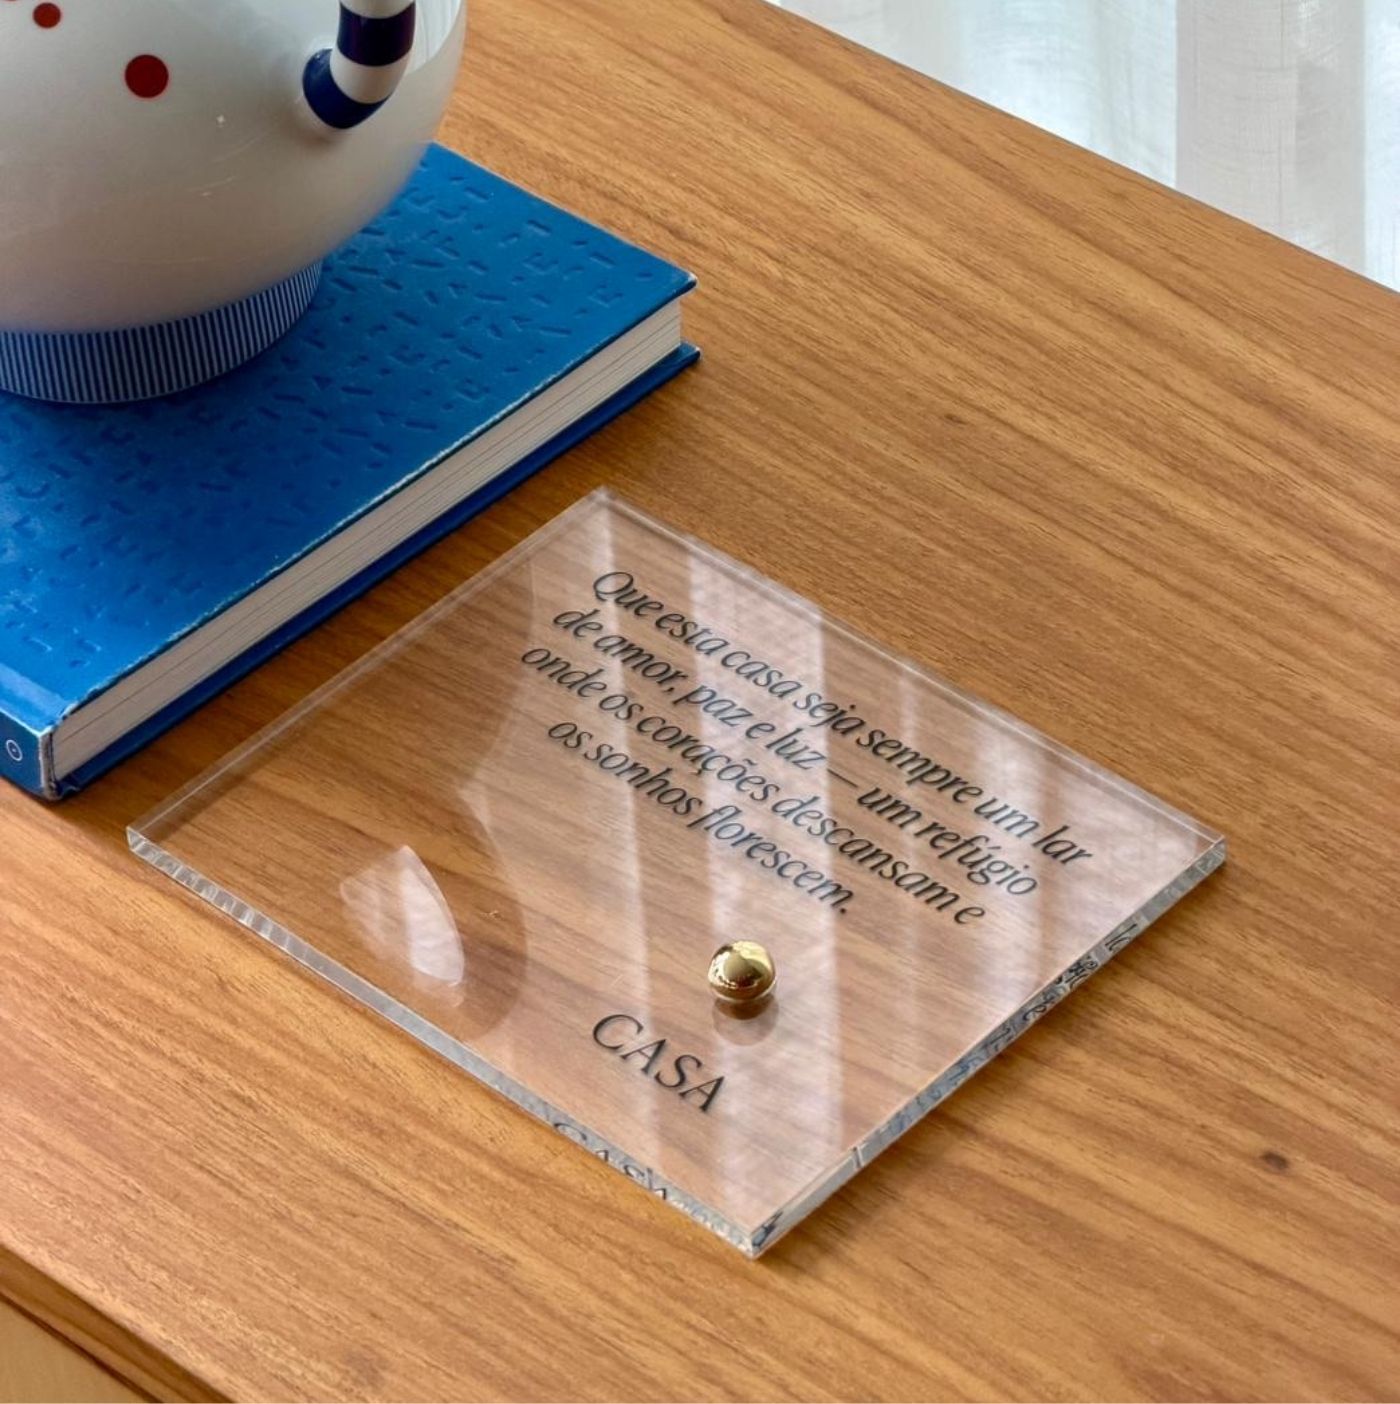 Que esta casa seja sempre um lar
de amor, paz e luz — um refúgio
onde os corações descansam e
os sonhos florescem.
CASA